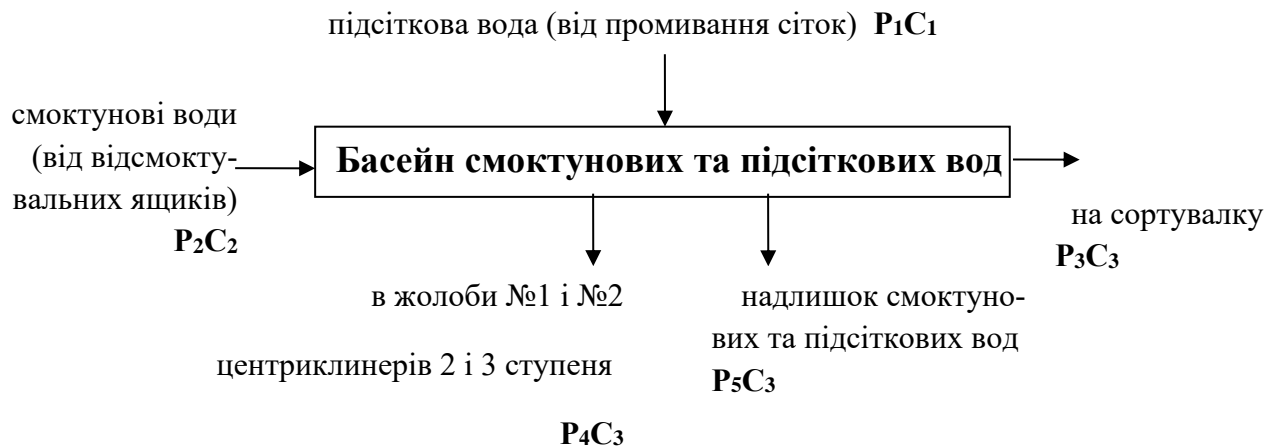 підсіткова вода (від промивання сіток) P₁C₁
смоктунові води
(від відсмокту-
вальних ящиків)
P₂C₂
Басейн смоктунових та підсіткових вод
на сортувалку
P₃C₃
в жолоби №1 і №2
центриклинерів 2 і 3 ступеня
P₄C₃
надлишок смоктуно-
вих та підсіткових вод
P₅C₃